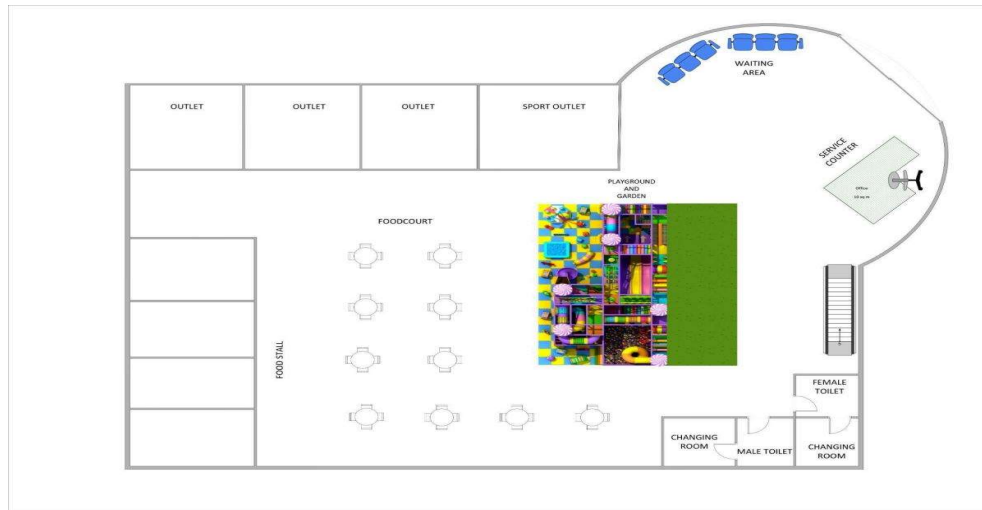 WAITING
AREA
OUTLET
OUTLET
OUTLET
SPORT OUTLET
SERVICE
COUNTER
PLAYGROUND
AND
GARDEN
Office
FOODCOURT
FOOD STALL
FEMALE
TOILET
CHANGING
ROOM
MALE TOILET
CHANGING
ROOM